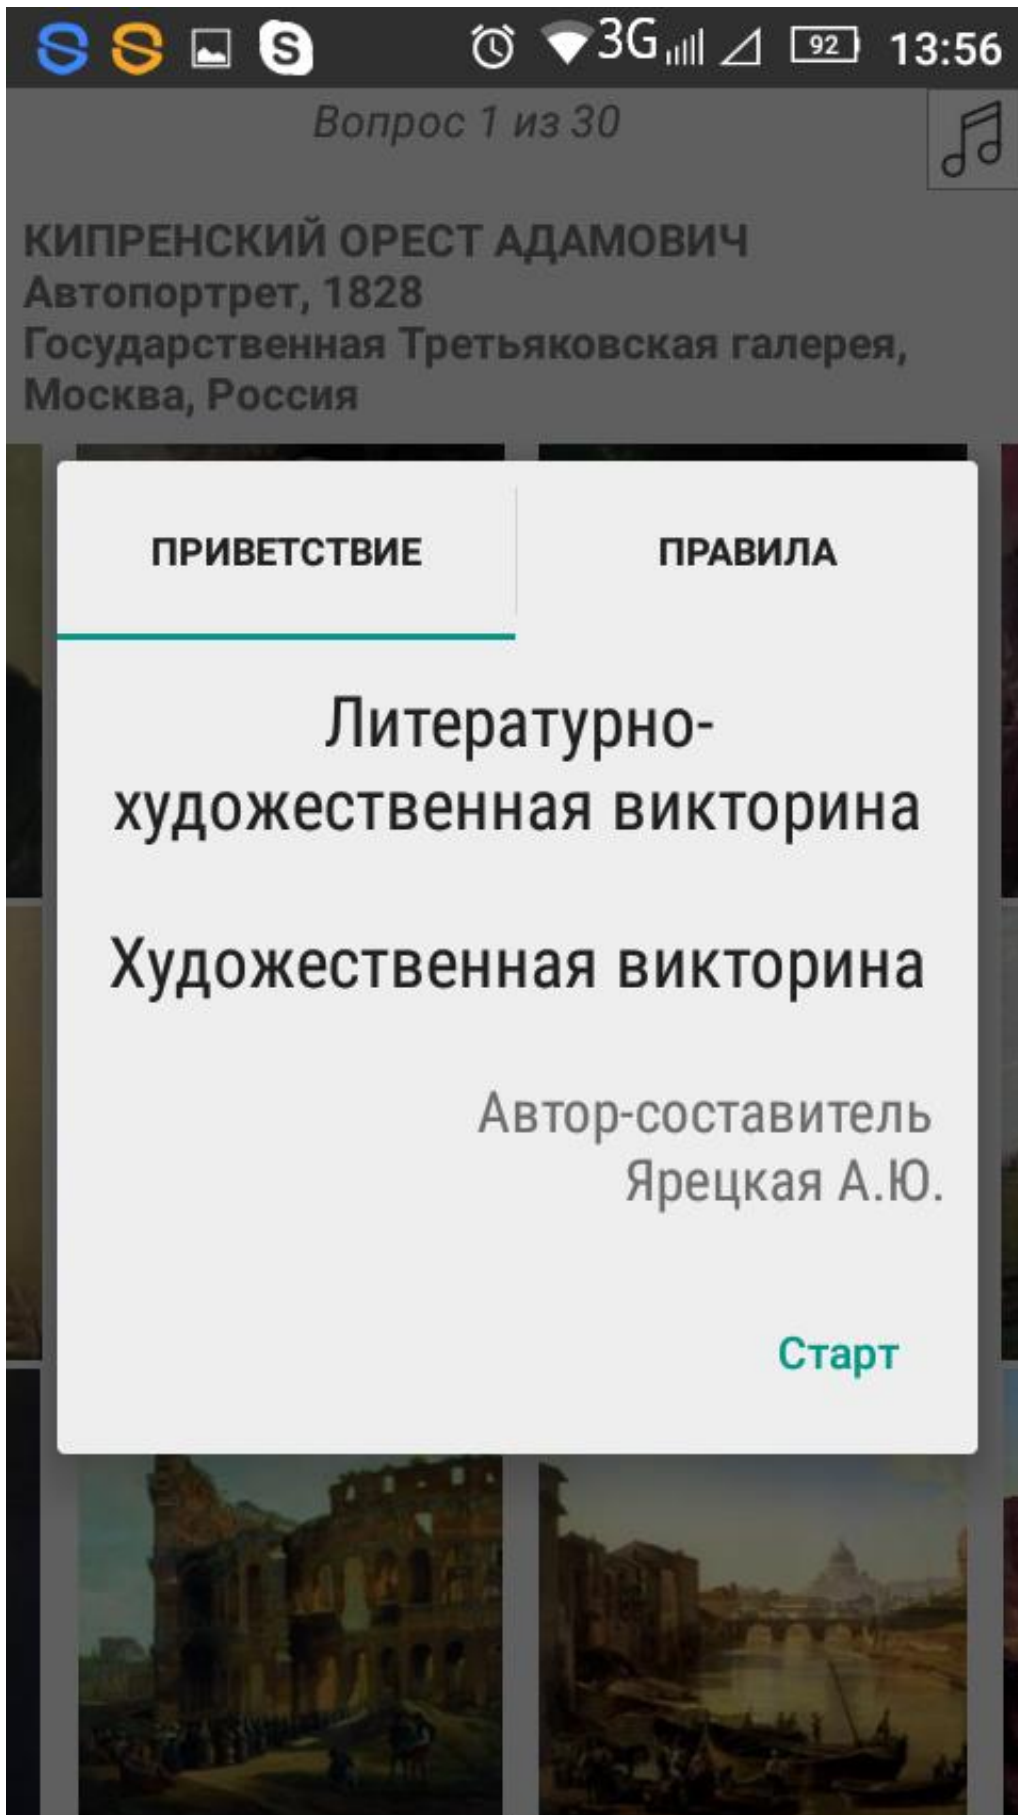 3G 92 13:56
Вопрос 1 из 30
КИПРЕНСКИЙ ОРЕСТ АДАМОВИЧ
Автопортрет, 1828
Государственная Третьяковская галерея,
Москва, Россия
ПРИВЕТСТВИЕ ПРАВИЛА
Литературно-
художественная викторина
Художественная викторина
Автор-составитель
Ярецкая А.Ю.
Старт